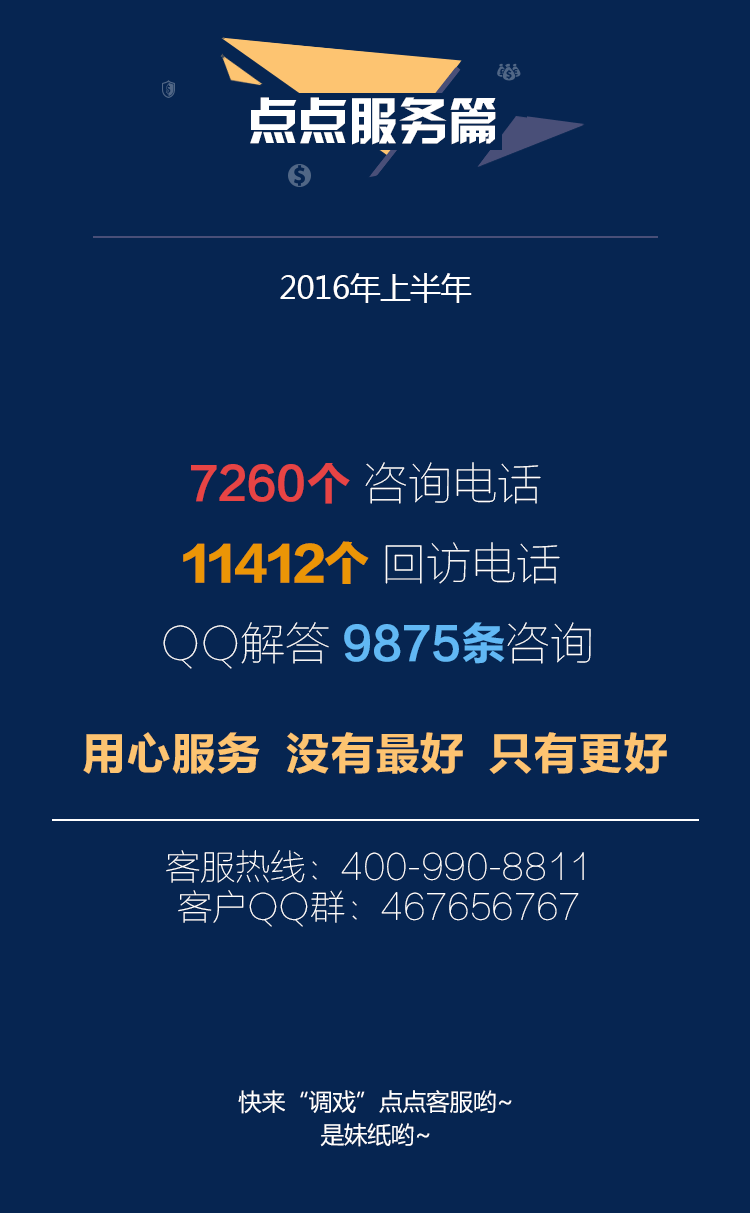 点点服务篇
2016年上半年
7260个 咨询电话
11412个 回访电话
QQ解答 9875条咨询
用心服务 没有最好 只有更好
客服热线：400-990-8811
客户QQ群：467656767
快来“调戏”点点客服哟~
是妹纸哟~